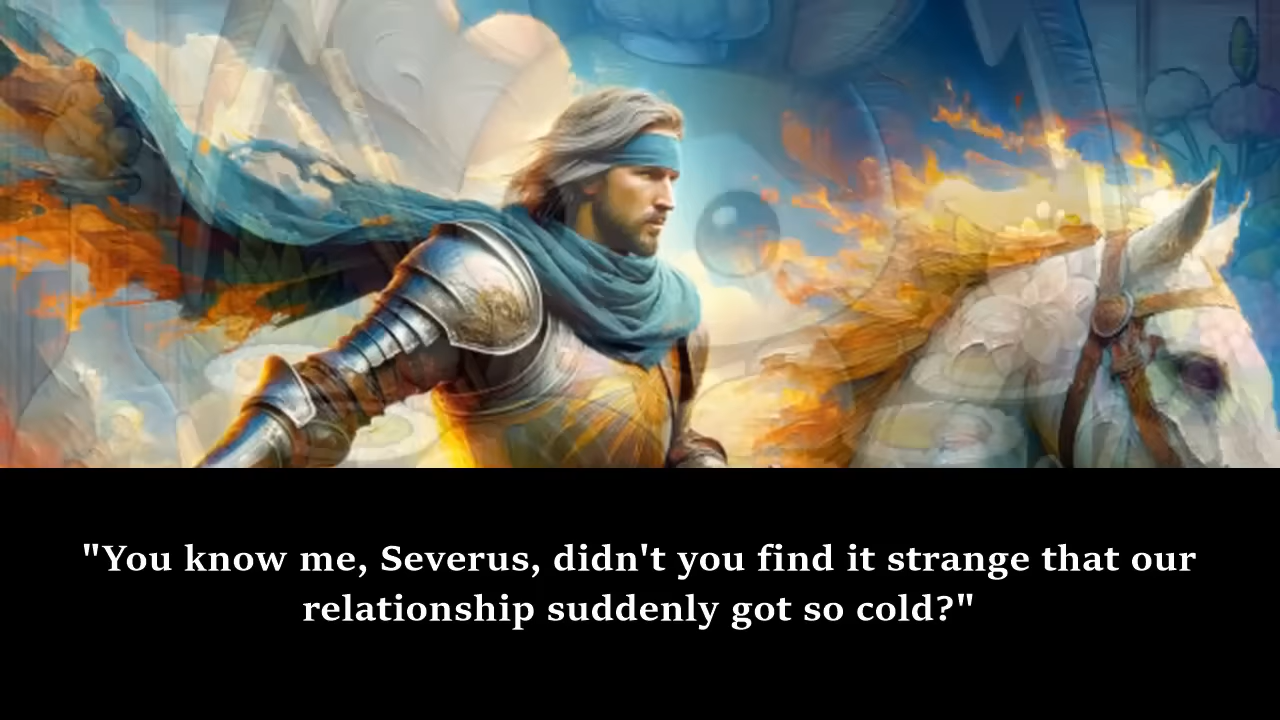 "You know me, Severus, didn't you find it strange that our
relationship suddenly got so cold?"